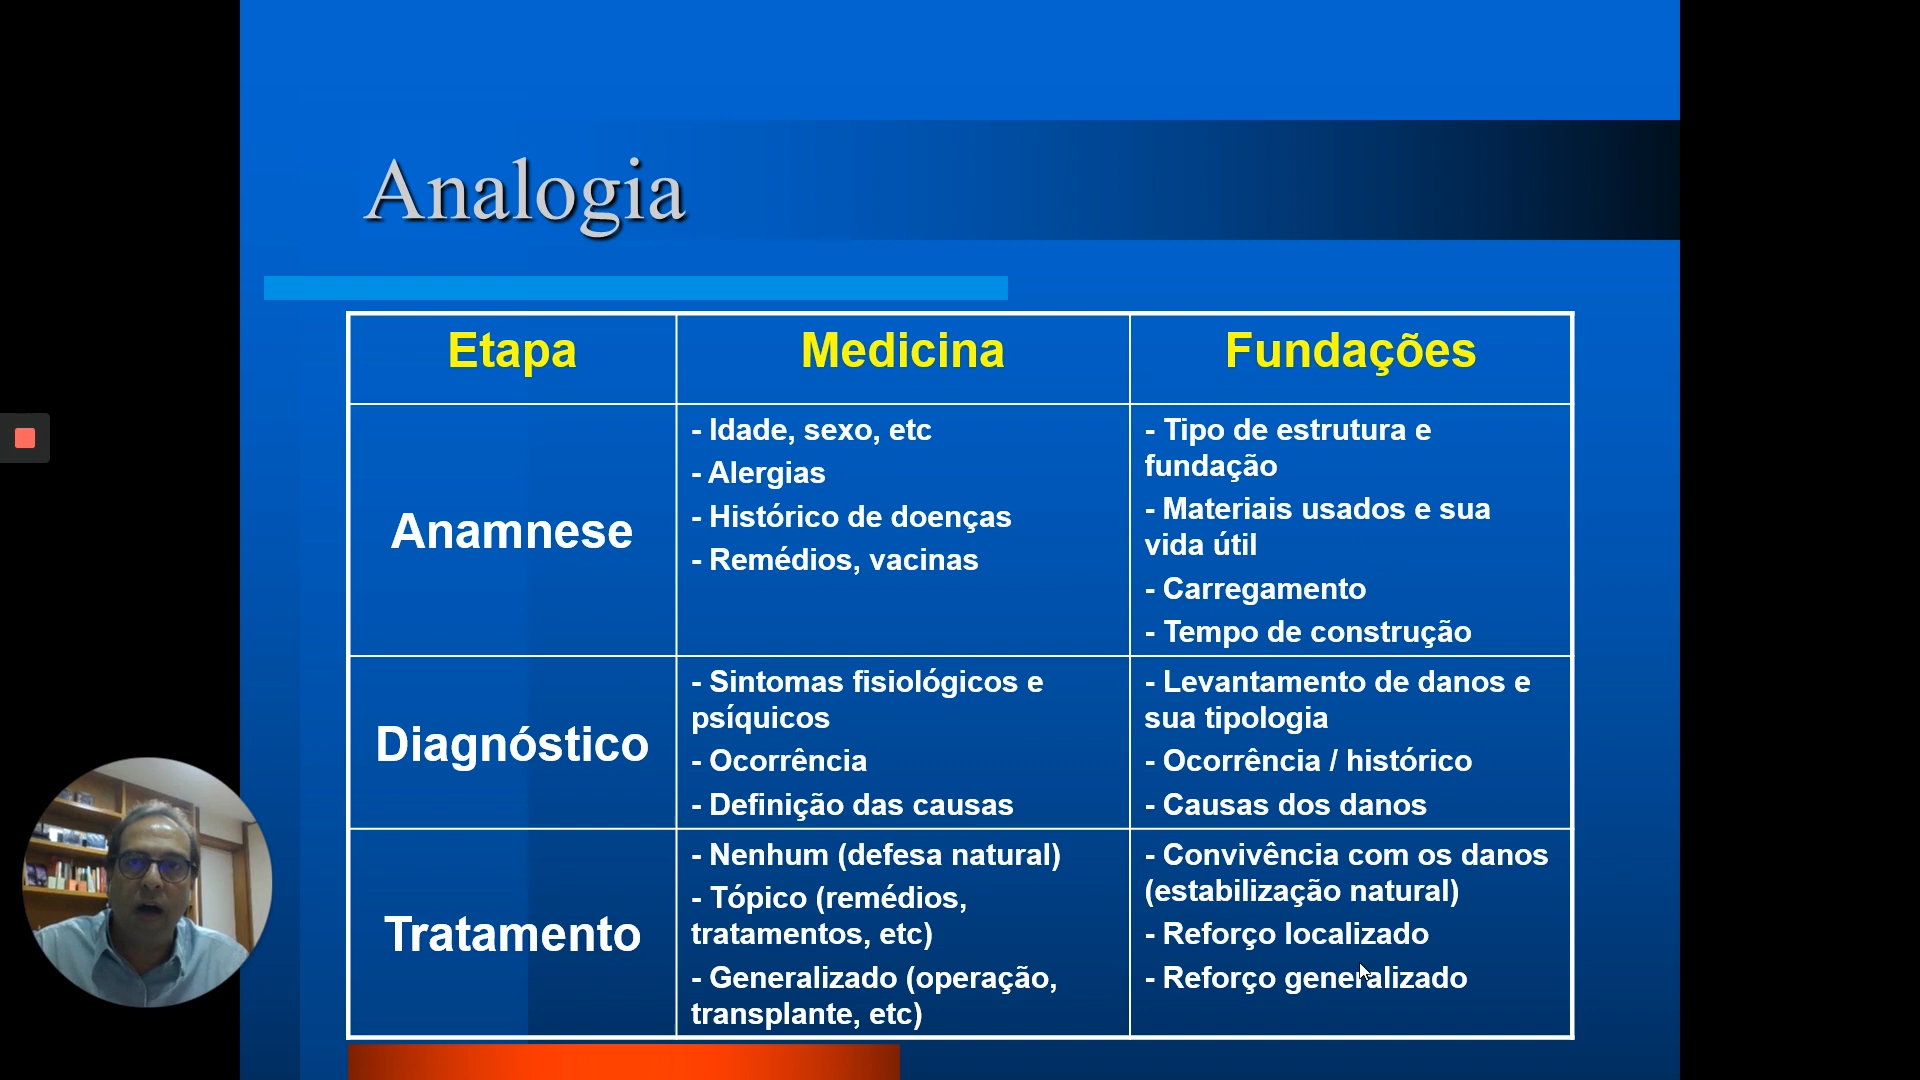 Analogia
Etapa
Medicina
Fundações
Anamnese
- Idade, sexo, etc
- Alergias
- Histórico de doenças
- Remédios, vacinas
- Tipo de estrutura e
fundação
- Materiais usados e sua
vida útil
- Carregamento
- Tempo de construção
Diagnóstico
- Sintomas fisiológicos e
psíquicos
- Ocorrência
- Definição das causas
- Levantamento de danos e
sua tipologia
- Ocorrência / histórico
- Causas dos danos
Tratamento
- Nenhum (defesa natural)
- Tópico (remédios,
tratamentos, etc)
- Generalizado (operação,
transplante, etc)
- Convivência com os danos
(estabilização natural)
- Reforço localizado
- Reforço generalizado